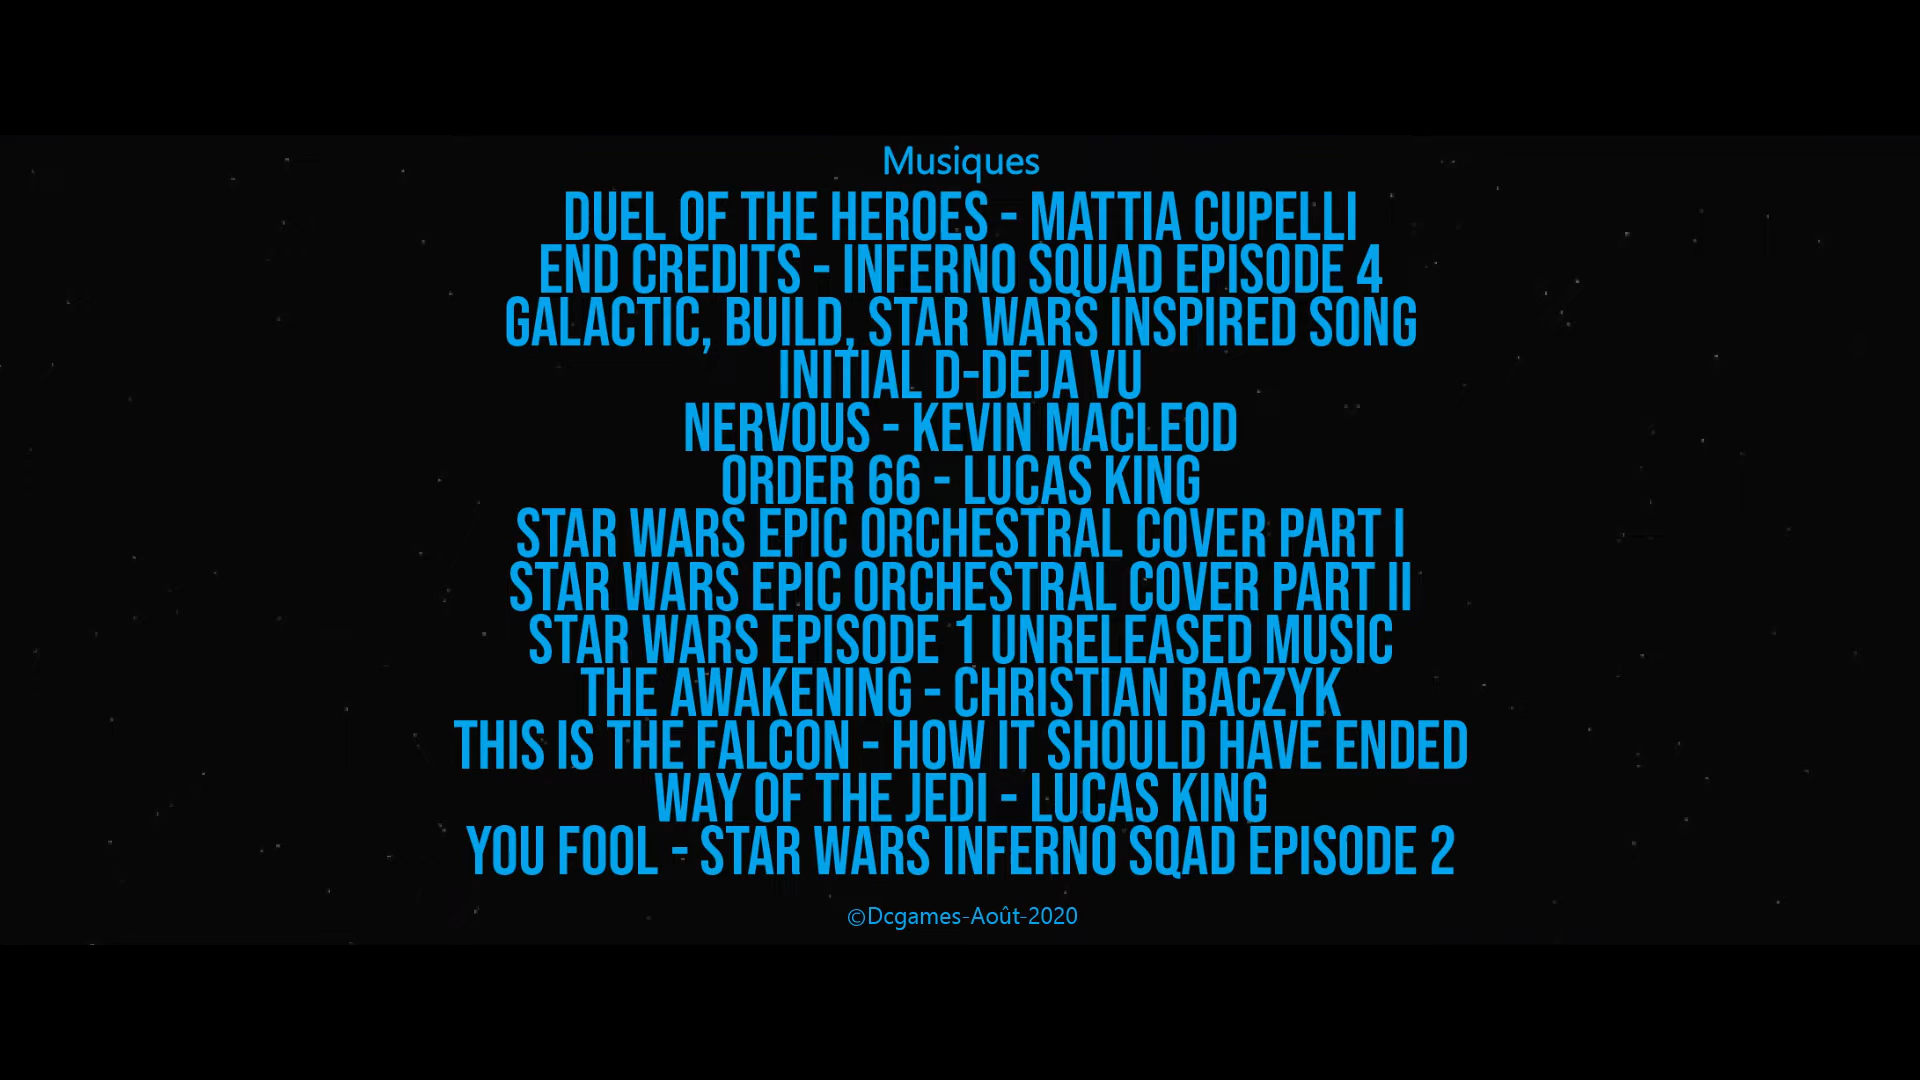 Musiques
DUEL OF THE HEROES - MATTIA CUPELLI
END CREDITS - INFERNO SQUAD EPISODE 4
GALACTIC, BUILD, STAR WARS INSPIRED SONG
INITIAL D-DEJA VU
NERVOUS - KEVIN MACLEOD
ORDER 66 - LUCAS KING
STAR WARS EPIC ORCHESTRAL COVER PART I
STAR WARS EPIC ORCHESTRAL COVER PART II
STAR WARS EPISODE 1 UNRELEASED MUSIC
THE AWAKENING - CHRISTIAN BACZYK
THIS IS THE FALCON - HOW IT SHOULD HAVE ENDED
WAY OF THE JEDI - LUCAS KING
YOU FOOL - STAR WARS INFERNO SQAD EPISODE 2
©Dcgames-Août-2020